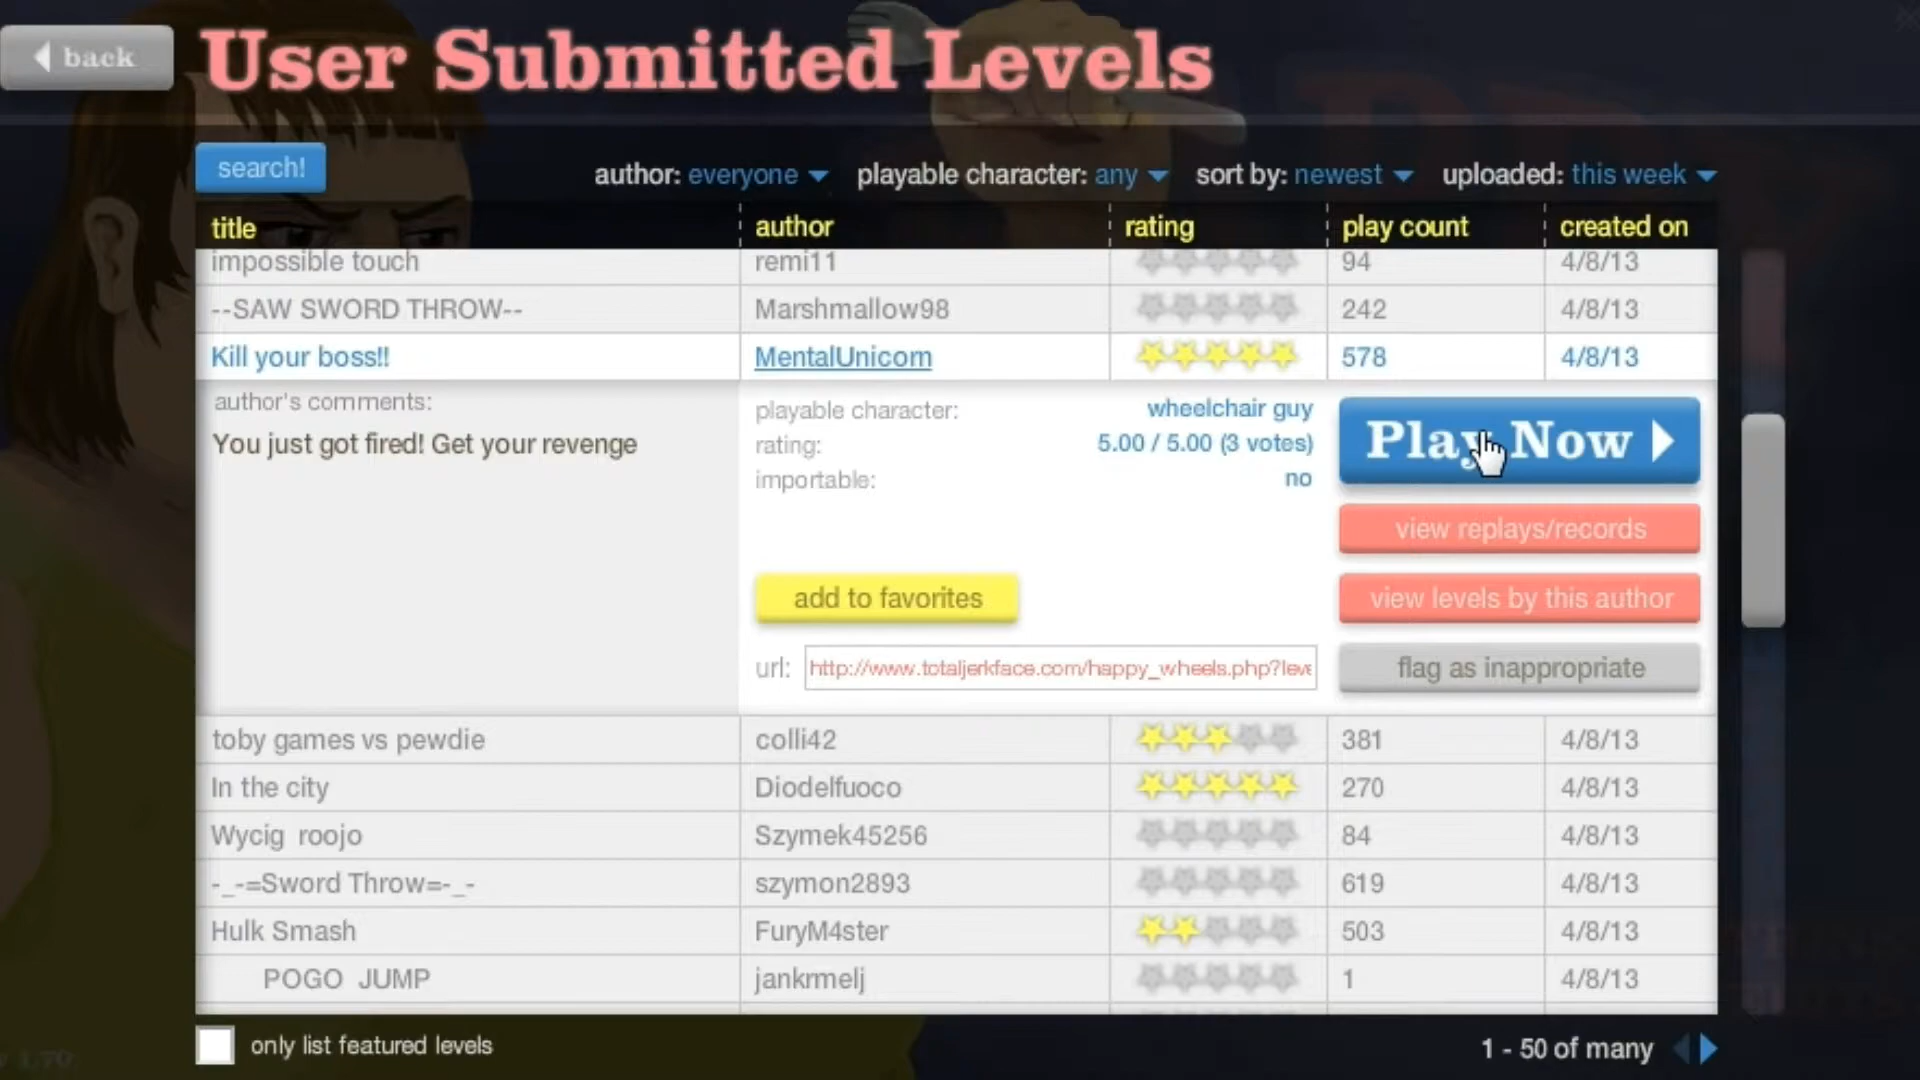 back
User Submitted Levels
search!
author: everyone
playable character: any
sort by: newest
uploaded: this week
title author rating play count created on
impossible touch remi11 94 4/8/13
--SAW SWORD THROW-- Marshmallow98 242 4/8/13
Kill your boss!! MentalUnicom 578 4/8/13
author's comments:
You just got fired! Get your revenge
playable character: wheelchair guy
rating: 5.00 / 5.00 (3 votes)
importable: no
Play Now
view replays/records
add to favorites
view levels by this author
url: http://www.totaljerkface.com/happy_wheels.php?leve
flag as inappropriate
toby games vs pewdie colli42 381 4/8/13
In the city Diodelfuoco 270 4/8/13
Wycig roojo Szymek45256 84 4/8/13
-_-=Sword Throw=-_- szymon2893 619 4/8/13
Hulk Smash FuryM4ster 503 4/8/13
POGO JUMP jankrmelj 1 4/8/13
only list featured levels
1 - 50 of many